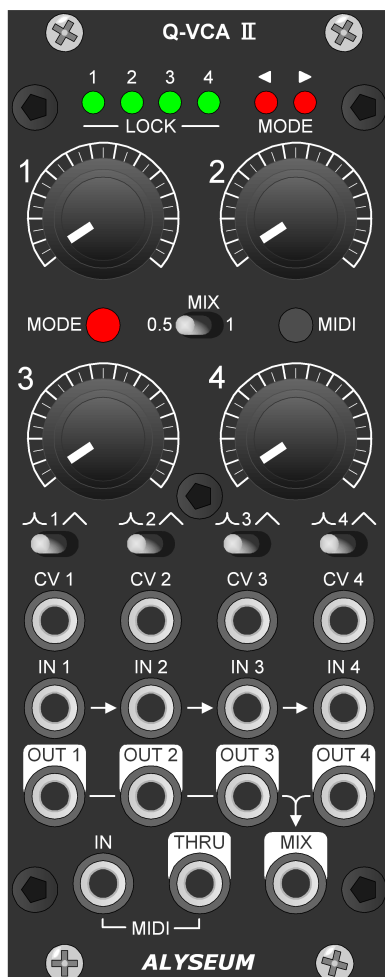 Q-VCA II
1 2 3 4
LOCK MODE
1 2
MIX
MODE 0.5 1 MIDI
3 4
1 2 3 4
CV 1 CV 2 CV 3 CV 4
IN 1 IN 2 IN 3 IN 4
OUT 1 OUT 2 OUT 3 OUT 4
IN THRU MIX
MIDI
ALYSEUM